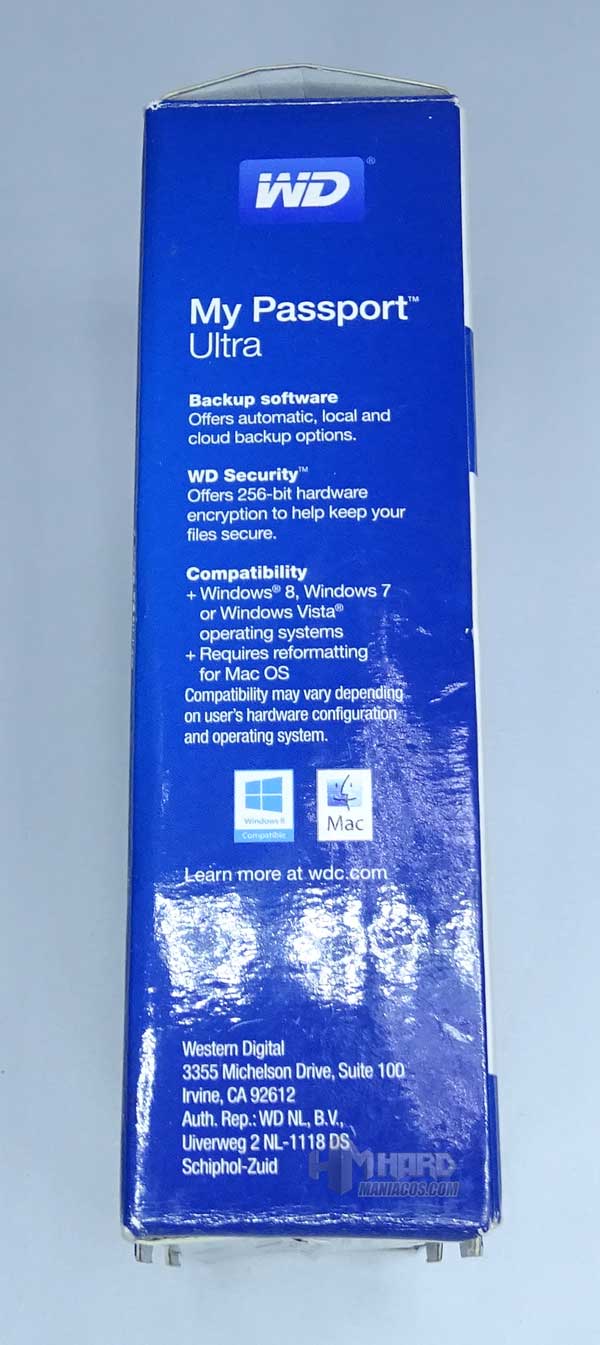 WD®
My Passport™
Ultra
Backup software
Offers automatic, local and
cloud backup options.
WD Security™
Offers 256-bit hardware
encryption to help keep your
files secure.
Compatibility
+ Windows® 8, Windows 7
or Windows Vista®
operating systems
+ Requires reformatting
for Mac OS
Compatibility may vary depending
on user's hardware configuration
and operating system.
Windows 8
Compatible
Mac
Learn more at wdc.com
Western Digital
3355 Michelson Drive, Suite 100
Irvine, CA 92612
Auth. Rep.: WD NL, B.V.,
Uiverweg 2 NL-1118 DS
Schiphol-Zuid
HM HARD
MANIACOS.COM